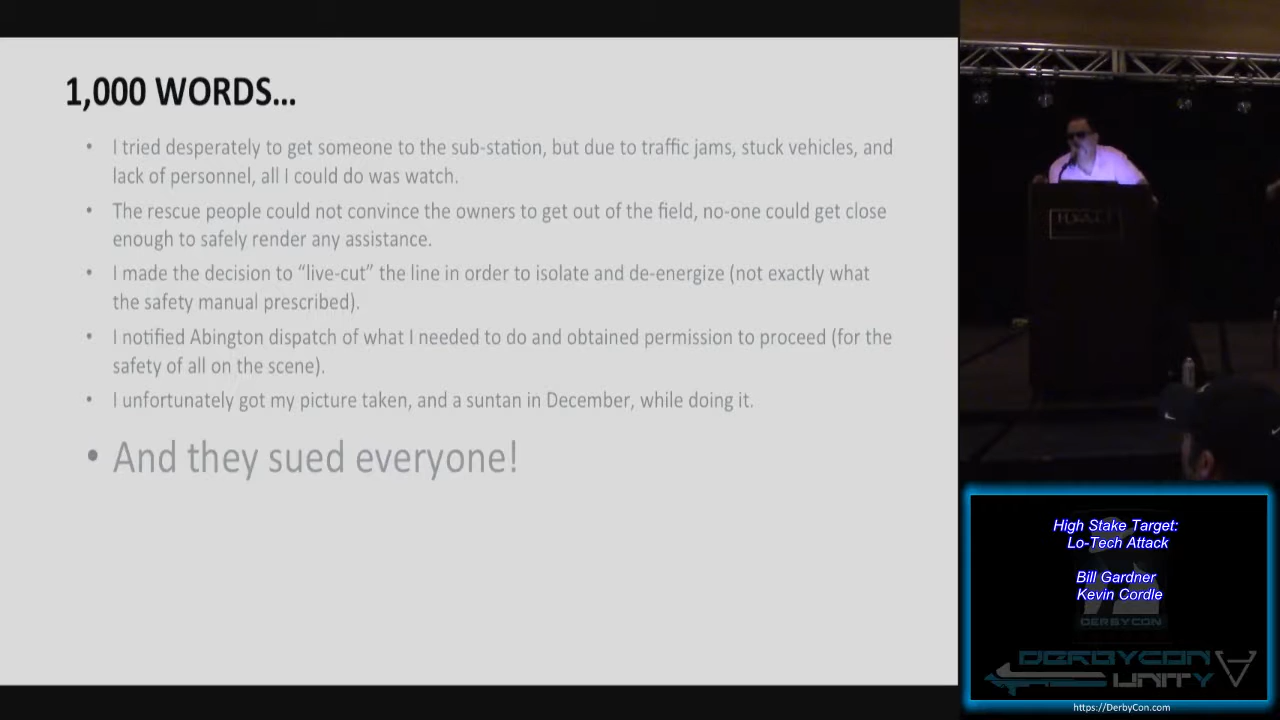 1,000 WORDS...
• I tried desperately to get someone to the sub-station, but due to traffic jams, stuck vehicles, and
lack of personnel, all I could do was watch.
• The rescue people could not convince the owners to get out of the field, no-one could get close
enough to safely render any assistance.
• I made the decision to “live-cut” the line in order to isolate and de-energize (not exactly what
the safety manual prescribed).
• I notified Abington dispatch of what I needed to do and obtained permission to proceed (for the
safety of all on the scene).
• I unfortunately got my picture taken, and a suntan in December, while doing it.
• And they sued everyone!
HYATT
High Stake Target:
Lo-Tech Attack
Bill Gardner
Kevin Cordle
DERBYCON
DERBYCON
UNITY
https://DerbyCon.com